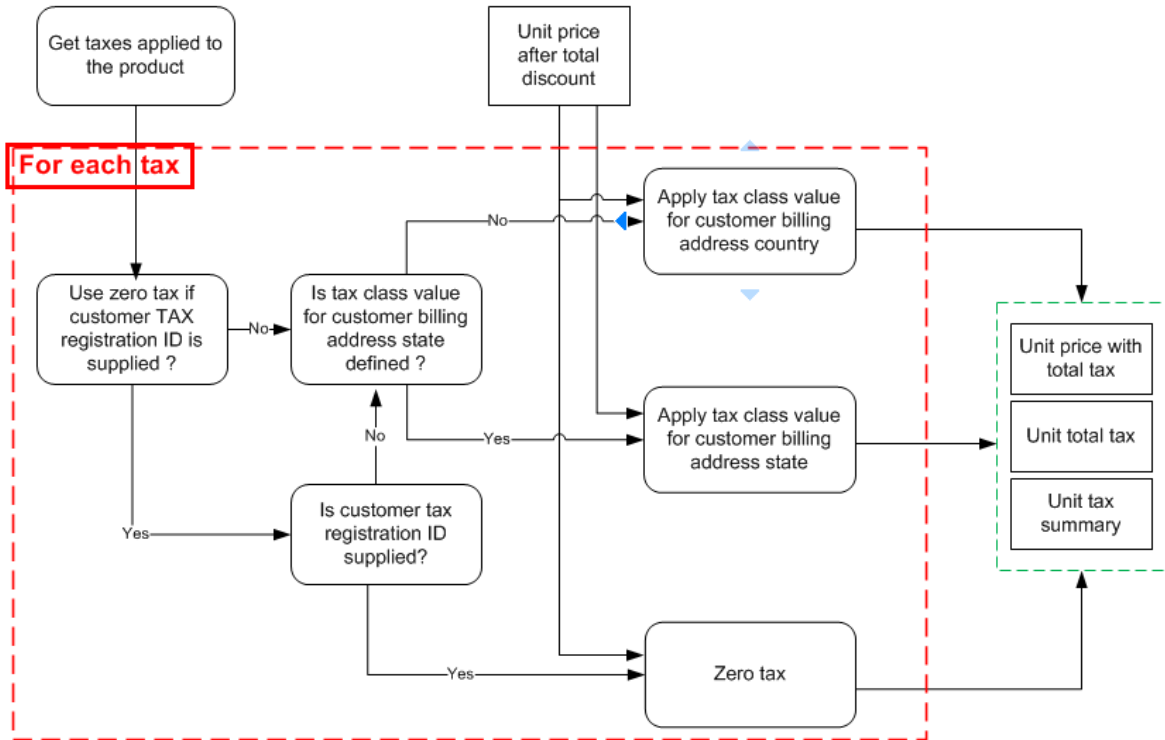 Get taxes applied to
the product
Unit price
after total
discount
For each tax
Apply tax class value
for customer billing
address country
No
Use zero tax if
customer TAX
registration ID is
supplied ?
No
Is tax class value
for customer billing
address state
defined ?
Unit price with
total tax
Unit total tax
Unit tax
summary
Apply tax class value
for customer billing
address state
Yes
No
Is customer tax
registration ID
supplied?
Yes
Yes
Zero tax